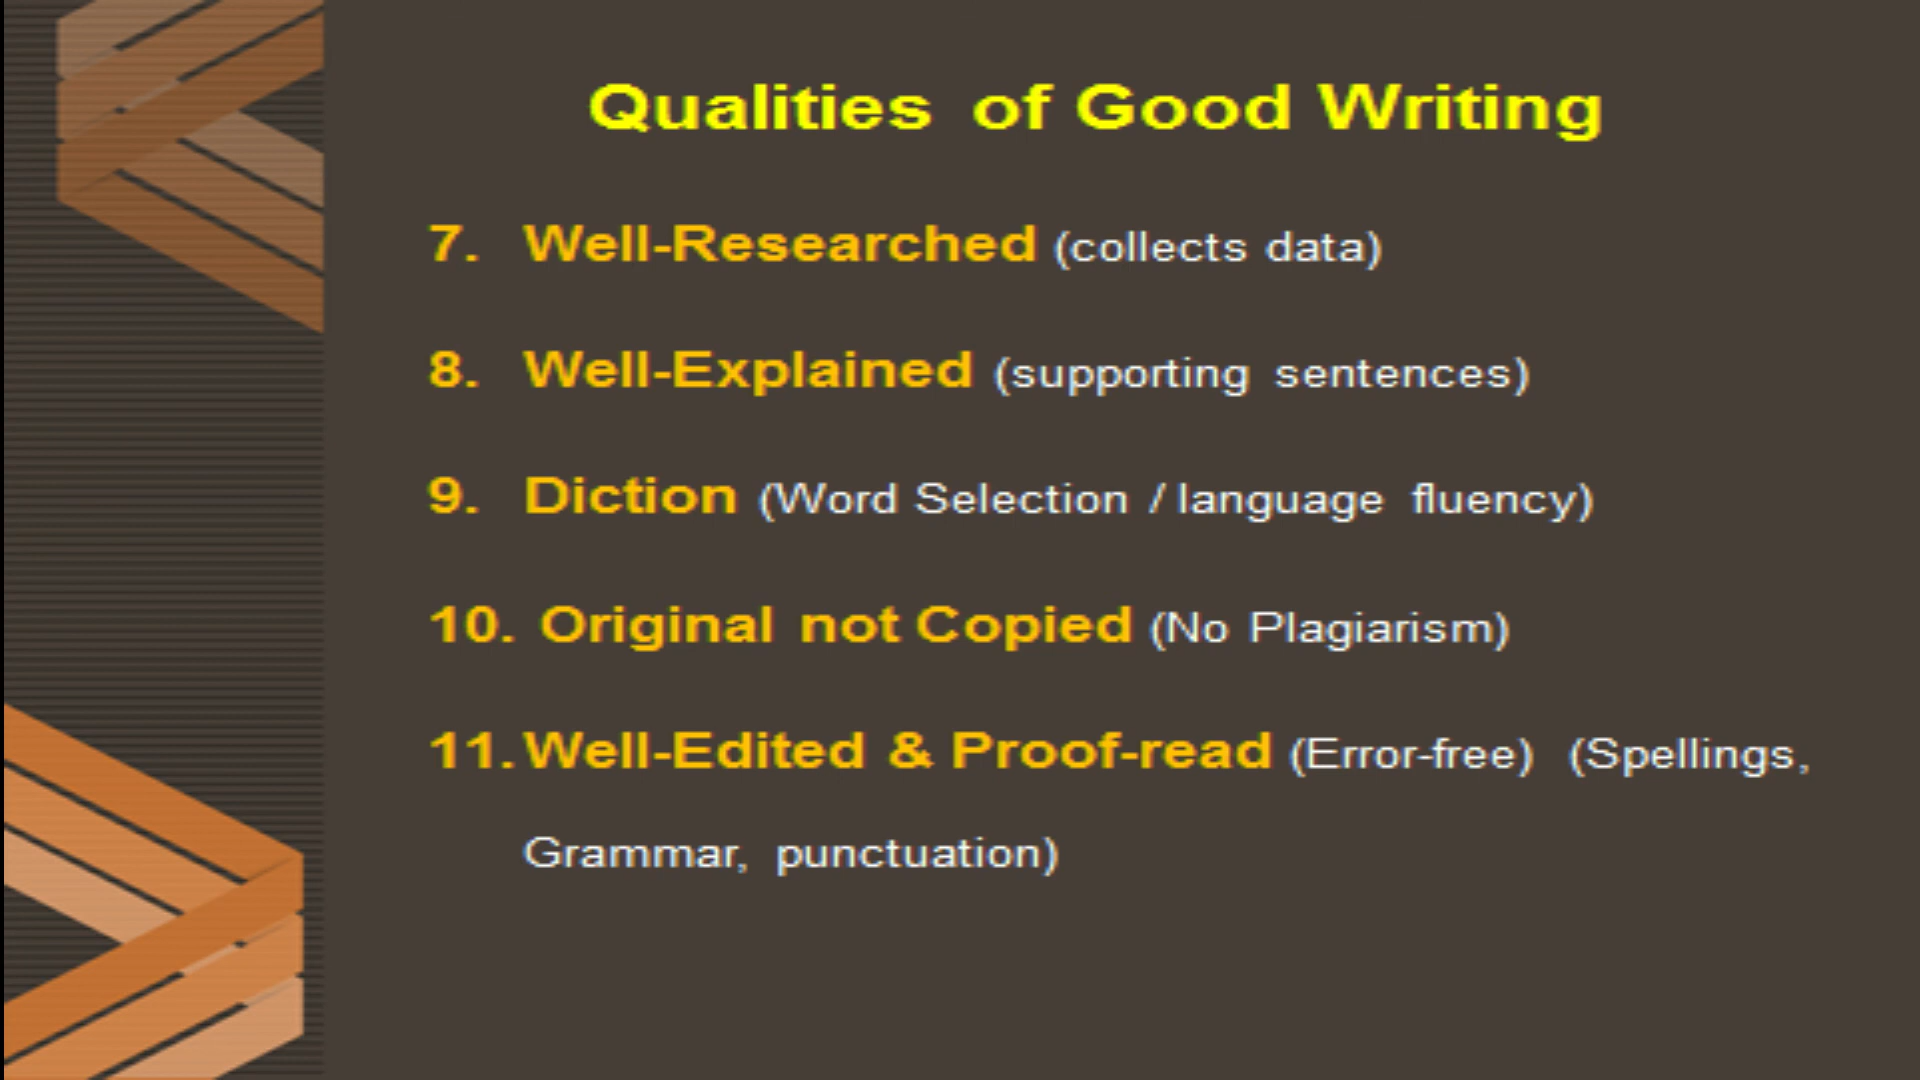 Qualities of Good Writing
7. Well-Researched (collects data)
8. Well-Explained (supporting sentences)
9. Diction (Word Selection / language fluency)
10. Original not Copied (No Plagiarism)
11. Well-Edited & Proof-read (Error-free) (Spellings,
Grammar, punctuation)